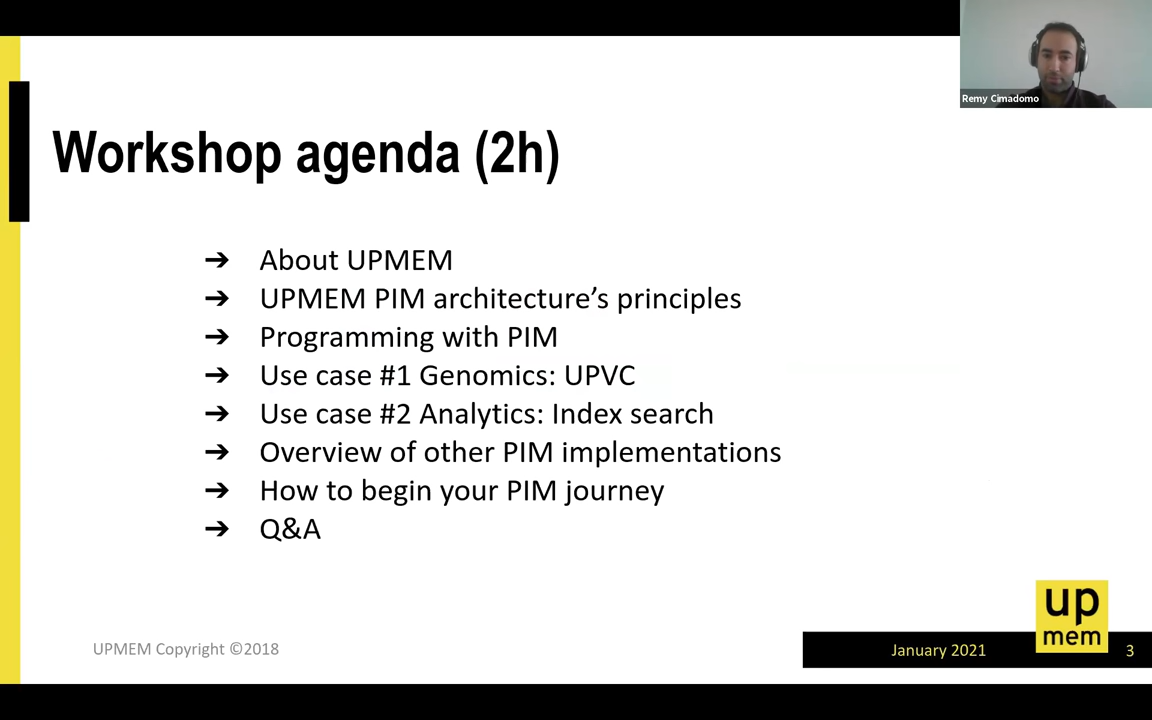 Remy Cimadomo
Workshop agenda (2h)
➔ About UPMEM
➔ UPMEM PIM architecture’s principles
➔ Programming with PIM
➔ Use case #1 Genomics: UPVC
➔ Use case #2 Analytics: Index search
➔ Overview of other PIM implementations
➔ How to begin your PIM journey
➔ Q&A
up
mem
UPMEM Copyright ©2018
January 2021
3